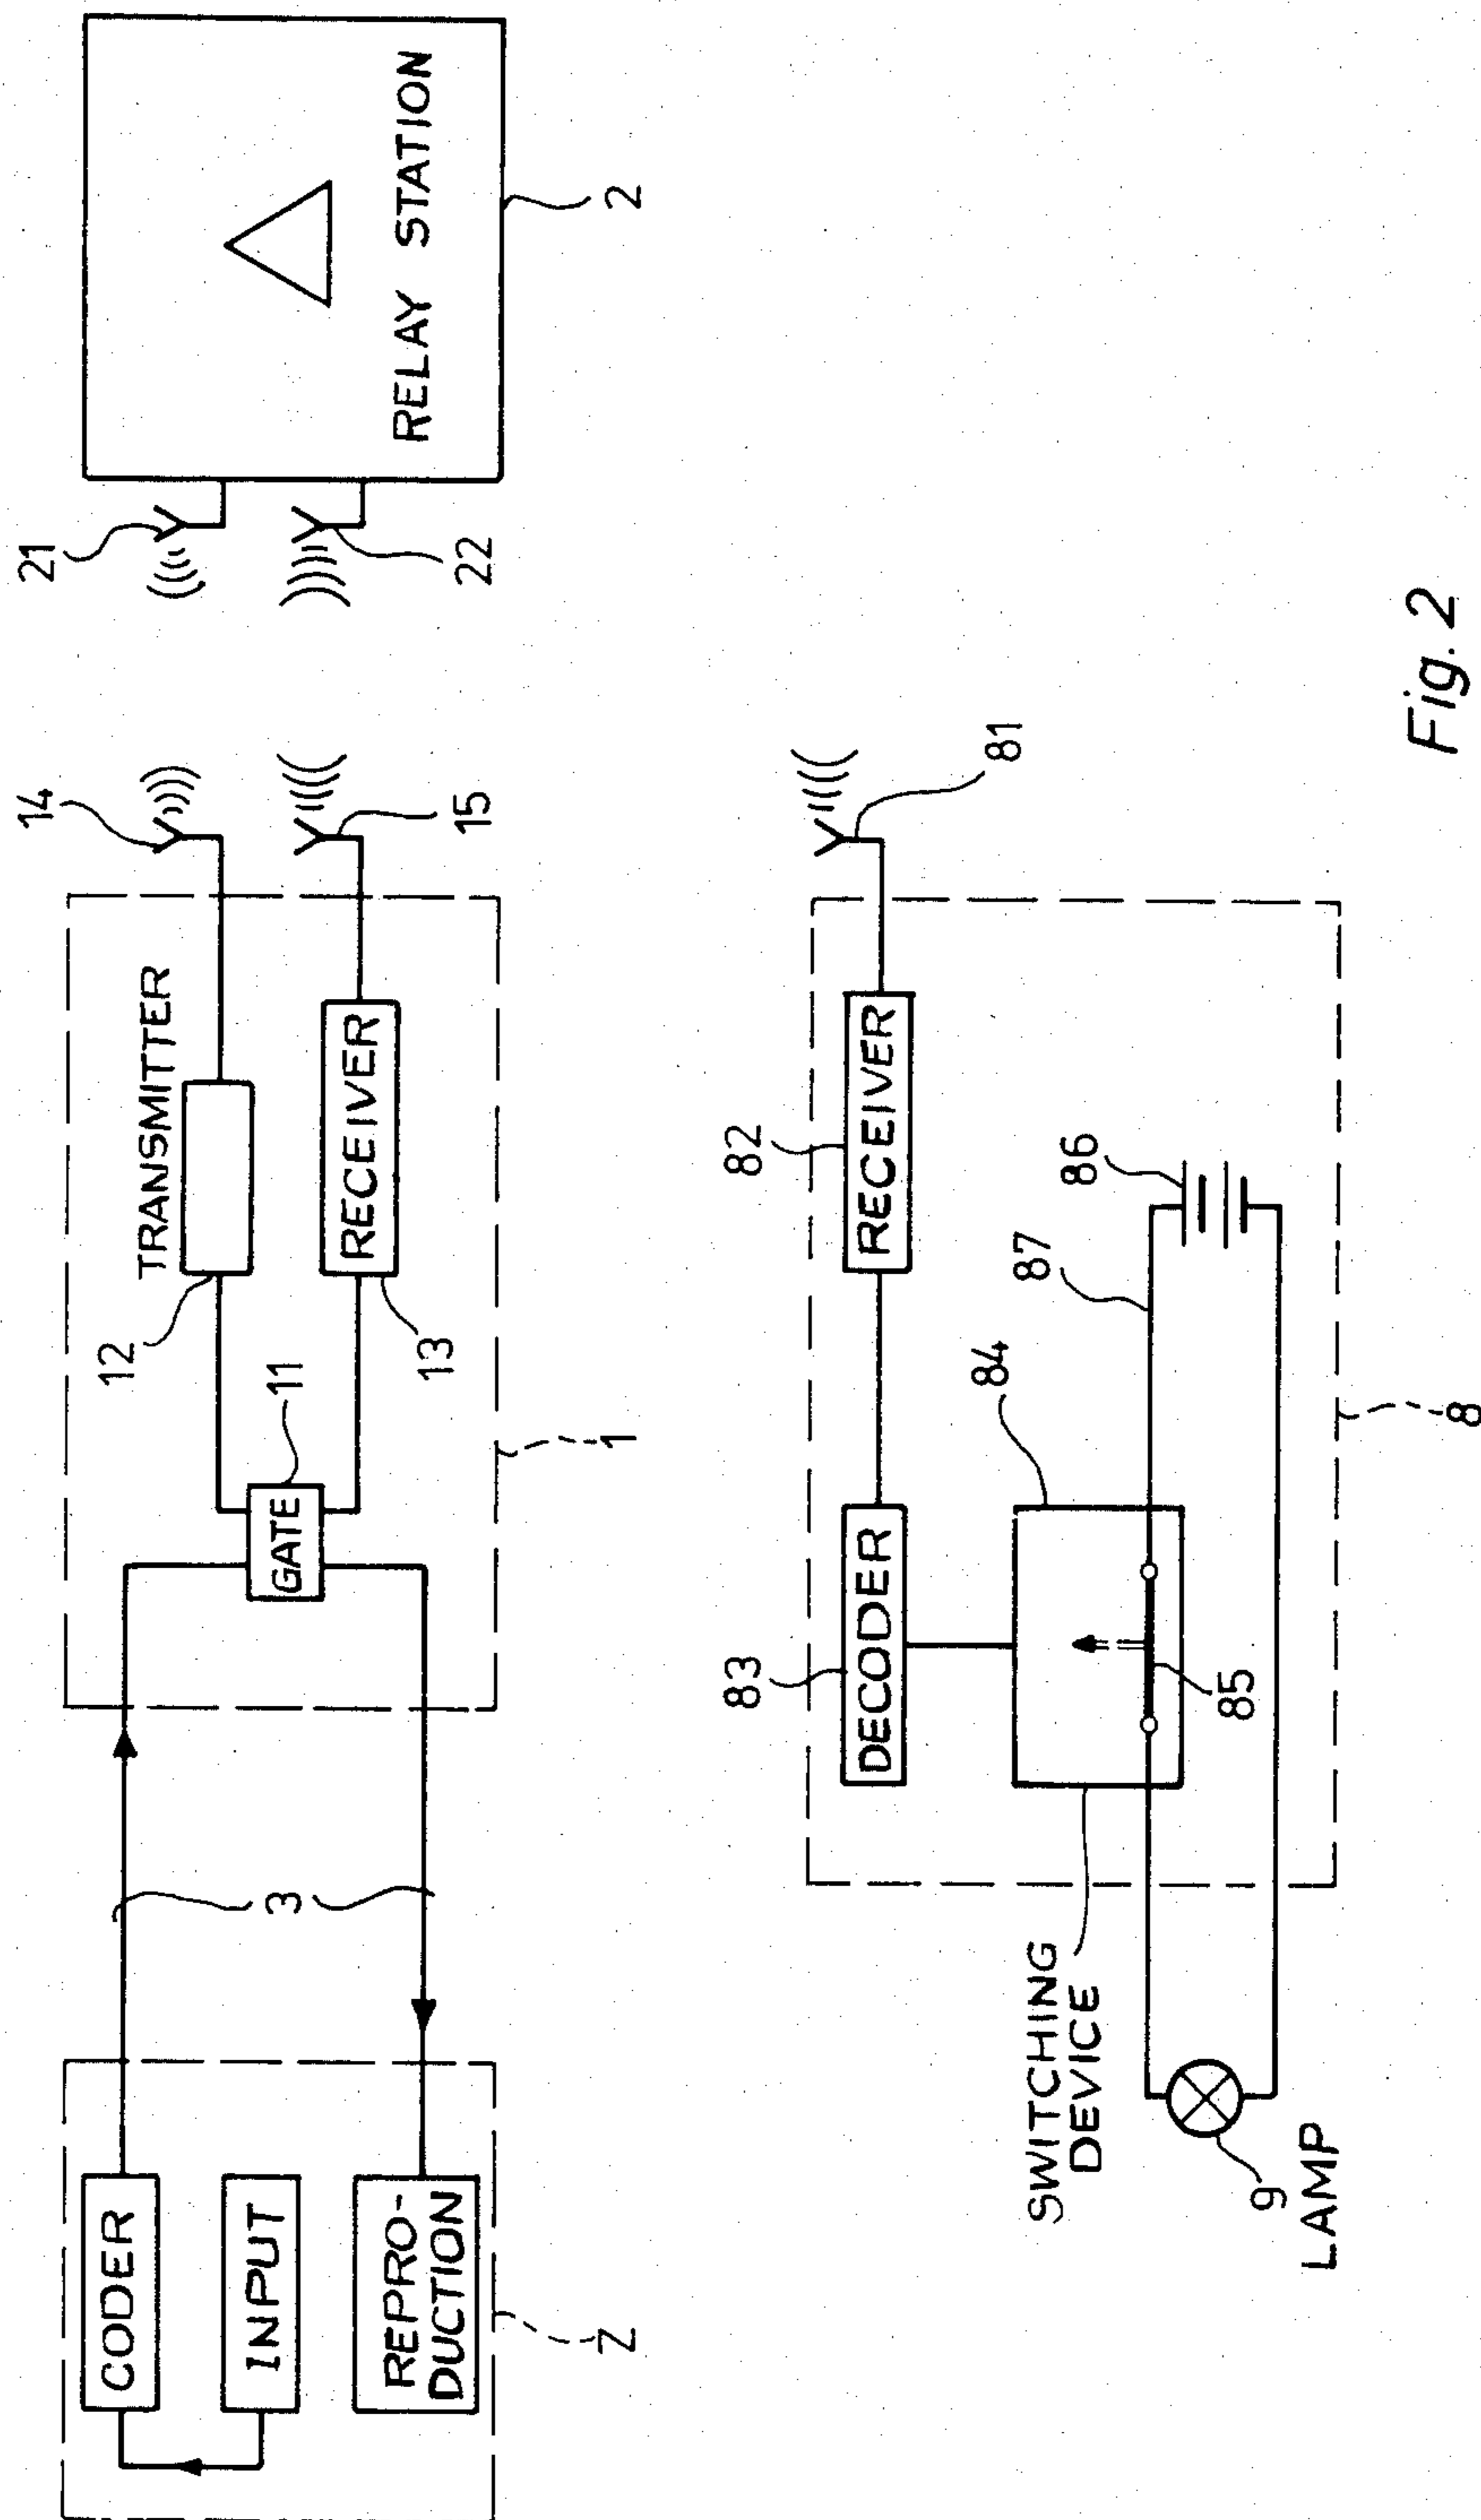 21
14
RELAY STATION
22
2
TRANSMITTER
15
12
RECEIVER
11
GATE
13
1
3
CODER
INPUT
REPRO-
DUCTION
Z
81
82
RECEIVER
83
DECODER
84
87
86
85
8
SWITCHING
DEVICE
9
LAMP
Fig. 2